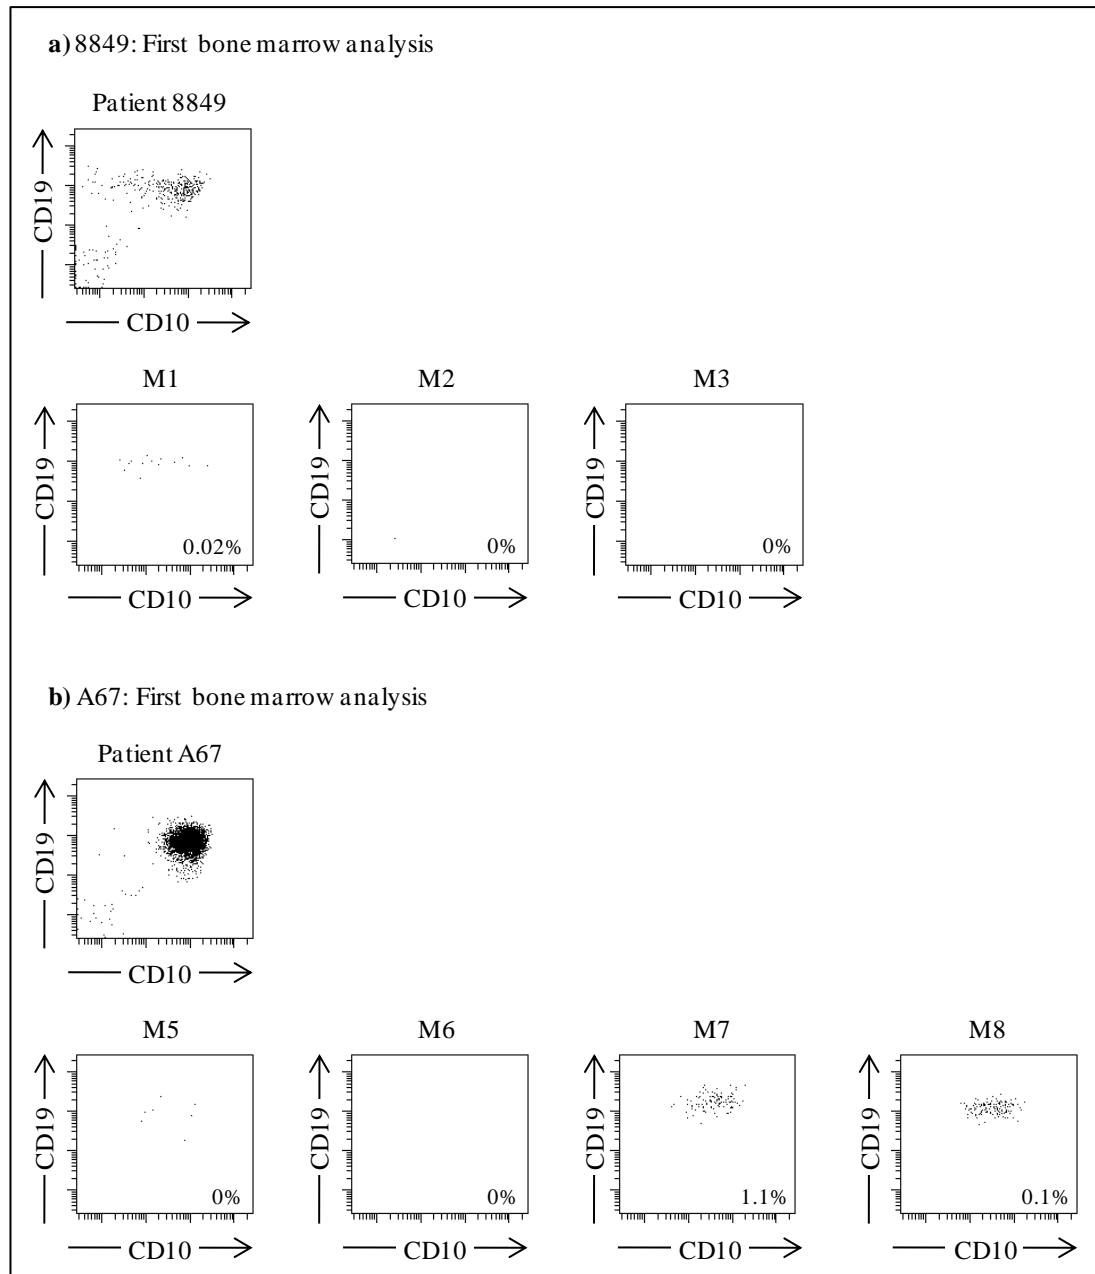 a) 8849: First bone marrow analysis
Patient 8849
CD19
CD10
M1 M2 M3
CD19 CD19 CD19
0.02% 0% 0%
CD10 CD10 CD10
b) A67: First bone marrow analysis
Patient A67
CD19
CD10
M5 M6 M7 M8
CD19 CD19 CD19 CD19
0% 0% 1.1% 0.1%
CD10 CD10 CD10 CD10